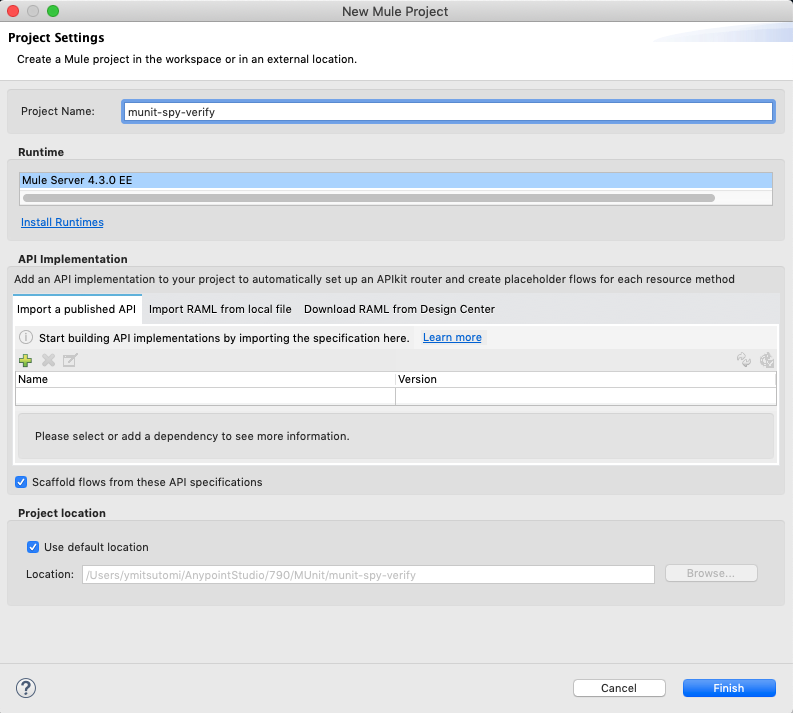 New Mule Project
Project Settings
Create a Mule project in the workspace or in an external location.
Project Name: munit-spy-verify
Runtime
Mule Server 4.3.0 EE
Install Runtimes
API Implementation
Add an API implementation to your project to automatically set up an APIkit router and create placeholder flows for each resource method
Import a published API Import RAML from local file Download RAML from Design Center
Start building API implementations by importing the specification here. Learn more
Name Version
Please select or add a dependency to see more information.
Scaffold flows from these API specifications
Project location
Use default location
Location: /Users/ymitsutomi/AnypointStudio/790/MUnit/munit-spy-verify Browse...
? Cancel Finish